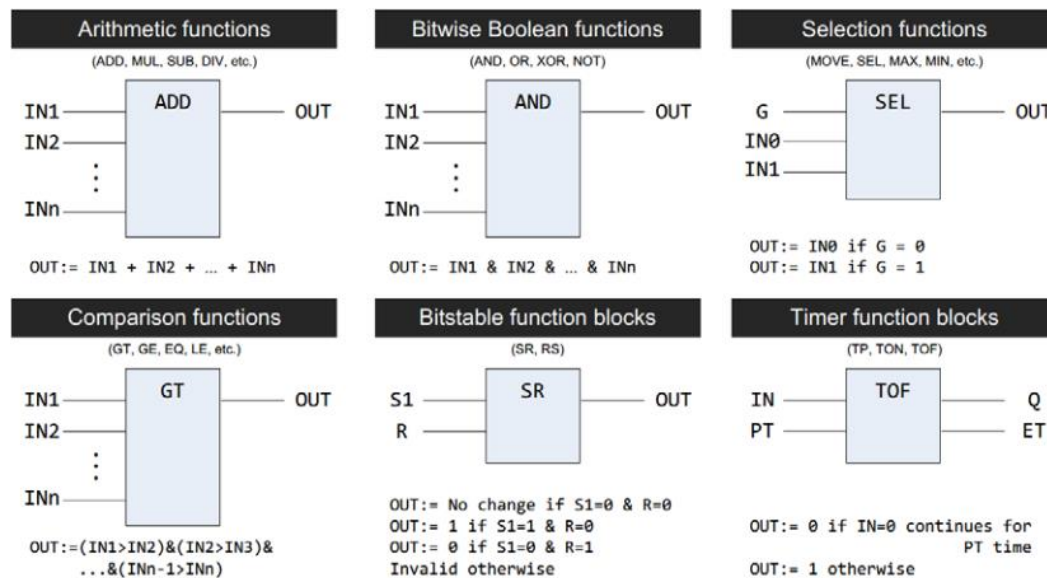 Arithmetic functions
(ADD, MUL, SUB, DIV, etc.)
ADD
IN1
OUT
IN2
⋮
INn
OUT:= IN1 + IN2 + … + INn
Bitwise Boolean functions
(AND, OR, XOR, NOT)
AND
IN1
OUT
IN2
⋮
INn
OUT:= IN1 & IN2 & … & INn
Selection functions
(MOVE, SEL, MAX, MIN, etc.)
SEL
G
OUT
IN0
IN1
OUT:= IN0 if G = 0
OUT:= IN1 if G = 1
Comparison functions
(GT, GE, EQ, LE, etc.)
GT
IN1
OUT
IN2
⋮
INn
OUT:=(IN1>IN2)&(IN2>IN3)&
...&(INn-1>INn)
Bitstable function blocks
(SR, RS)
SR
S1
OUT
R
OUT:= No change if S1=0 & R=0
OUT:= 1 if S1=1 & R=0
OUT:= 0 if S1=0 & R=1
Invalid otherwise
Timer function blocks
(TP, TON, TOF)
TOF
IN
Q
PT
ET
OUT:= 0 if IN=0 continues for
PT time
OUT:= 1 otherwise